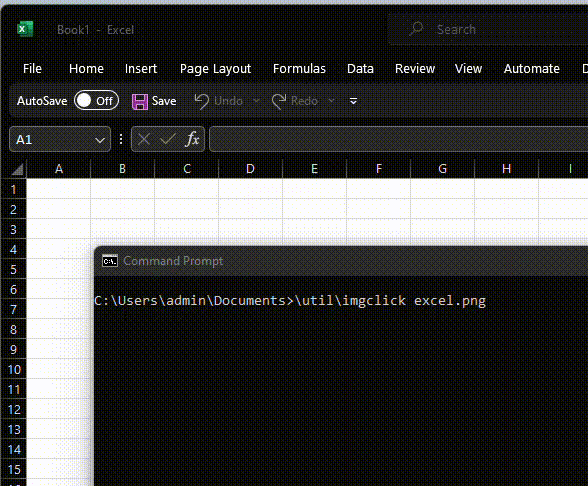 Book1 - Excel
Search
File Home Insert Page Layout Formulas Data Review View Automate D
AutoSave Off Save Undo Redo
A1 fx
A B C D E F G H I
1
2
3
4
5
6
7
8
9
10
11
12
13
14
15
C:\. Command Prompt
C:\Users\admin\Documents>\util\imgclick excel.png